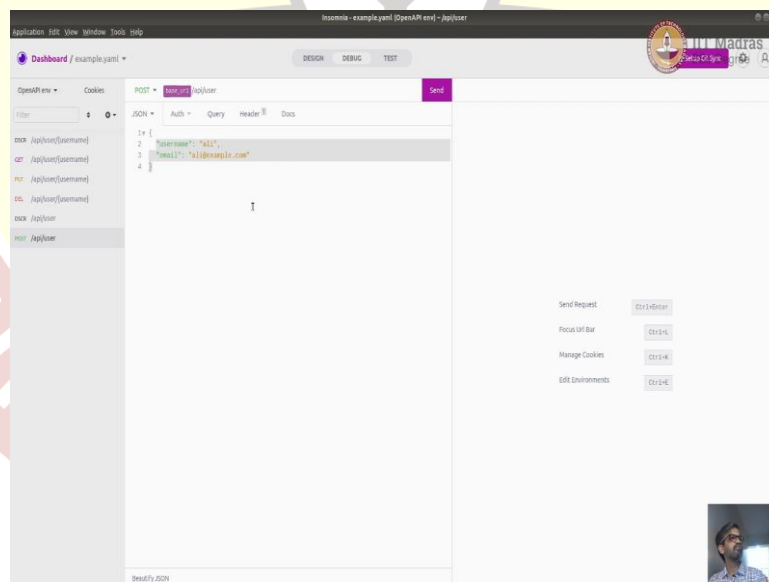 Insomnia - example.yaml (OpenAPI env) - /api/user
Application Edit View Window Tools Help
Dashboard / example.yaml
DESIGN DEBUG TEST
IIT Madras
Setup Git Sync
OpenAPI env Cookies
POST base_url /api/user Send
Filter
JSON Auth Query Header Docs
1 {
2 "username": "ali",
3 "email": "ali@example.com"
4 }
DSCR /api/user/{username}
GET /api/user/{username}
PUT /api/user/{username}
DEL /api/user/{username}
DSCR /api/user
POST /api/user
Send Request Ctrl+Enter
Focus Url Bar Ctrl+L
Manage Cookies Ctrl+K
Edit Environments Ctrl+E
Beautify JSON